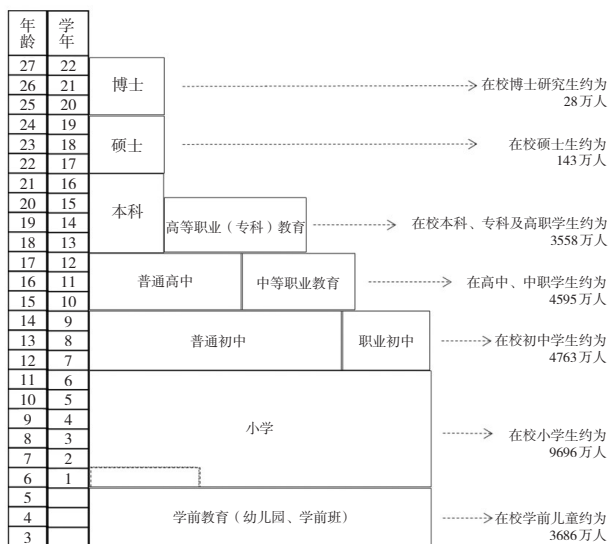 年龄 学年
27 22
26 21
25 20
博士
在校博士研究生约为
28万人
24 19
23 18
22 17
硕士
在校硕士生约为
143万人
21 16
20 15
19 14
18 13
本科
高等职业（专科）教育
在校本科、专科及高职学生约为
3558万人
17 12
16 11
15 10
普通高中
中等职业教育
在高中、中职学生约为
4595万人
14 9
13 8
12 7
普通初中
职业初中
在校初中学生约为
4763万人
11 6
10 5
9 4
8 3
7 2
6 1
小学
在校小学生约为
9696万人
5
4
3
学前教育（幼儿园、学前班）
在校学前儿童约为
3686万人